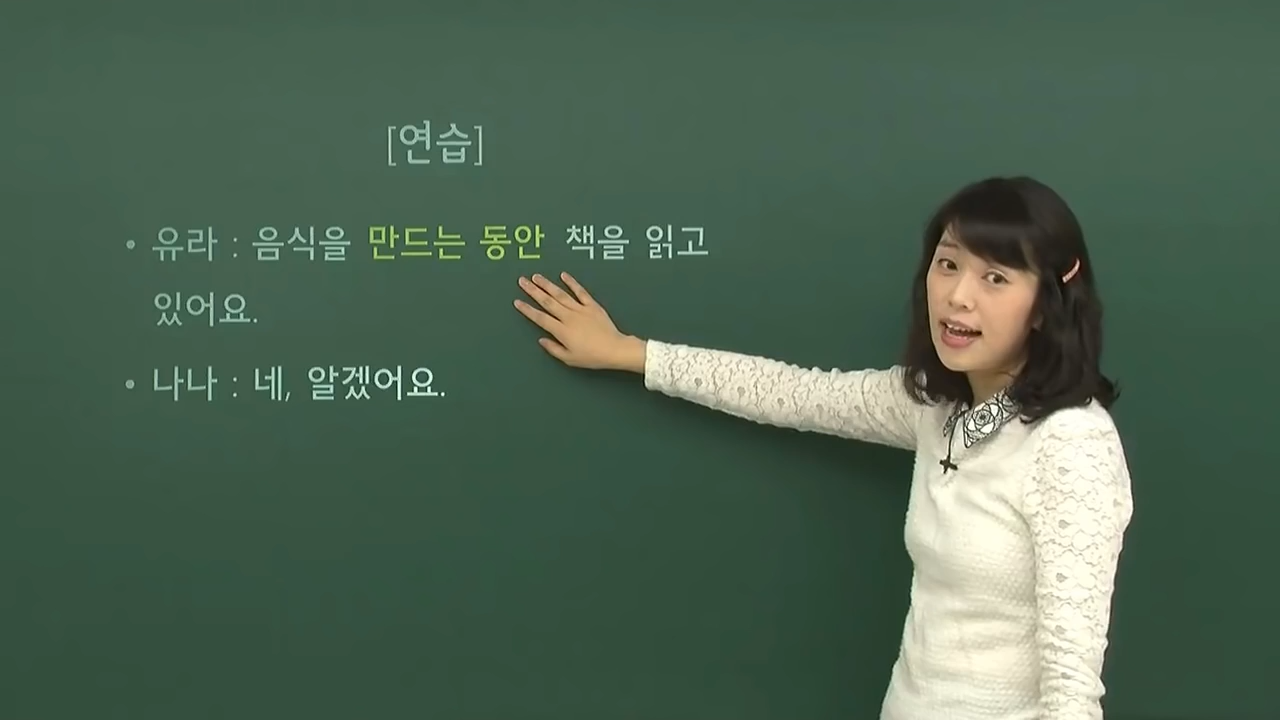 [연습]
• 유라 : 음식을 만드는 동안 책을 읽고
있어요.
• 나나 : 네, 알겠어요.